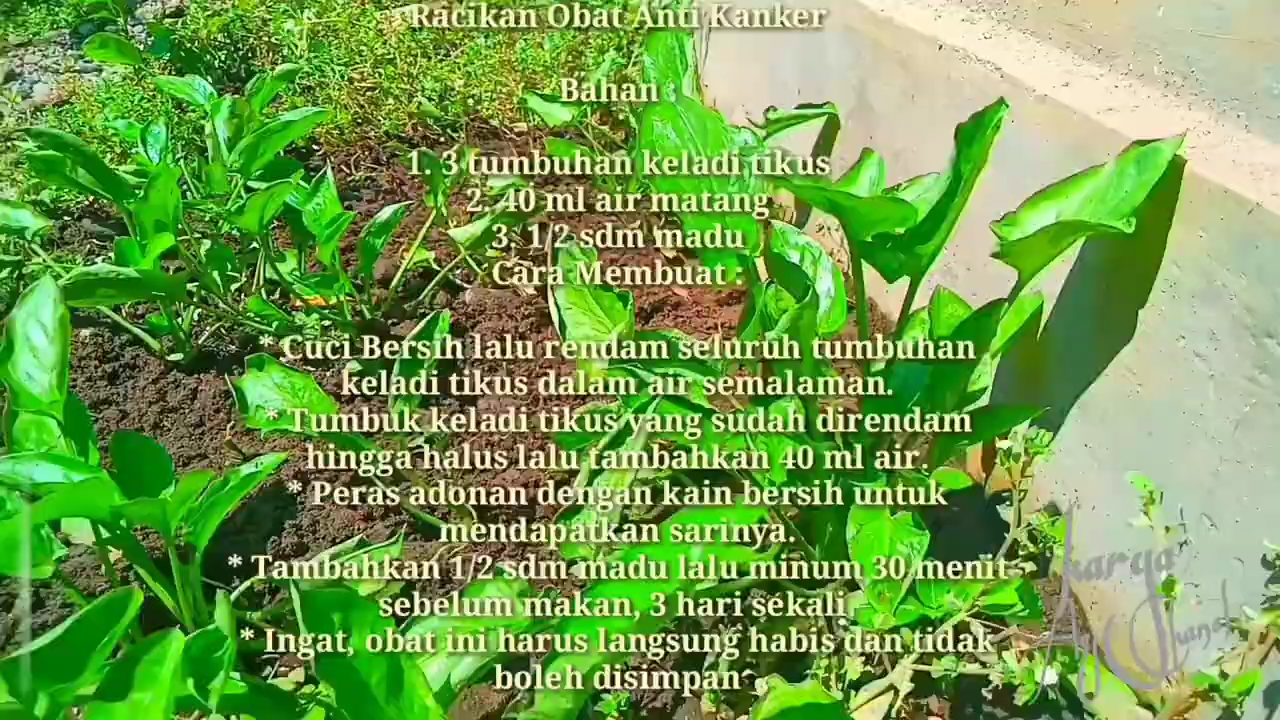 Racikan Obat Anti Kanker
Bahan :
1. 3 tumbuhan keladi tikus
2. 40 ml air matang
3. 1/2 sdm madu
Cara Membuat :
* Cuci Bersih lalu rendam seluruh tumbuhan
keladi tikus dalam air semalaman.
* Tumbuk keladi tikus yang sudah direndam
hingga halus lalu tambahkan 40 ml air.
* Peras adonan dengan kain bersih untuk
mendapatkan sarinya.
* Tambahkan 1/2 sdm madu lalu minum 30 menit
sebelum makan, 3 hari sekali.
* Ingat, obat ini harus langsung habis dan tidak
boleh disimpan